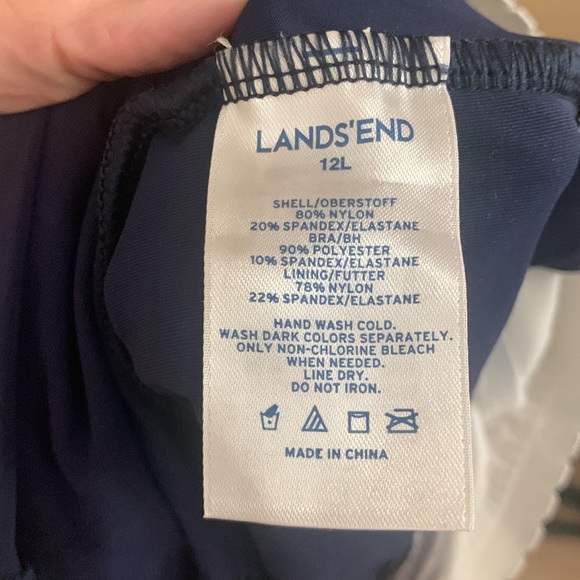 LANDS'END
12L
SHELL/OBERSTOFF
80% NYLON
20% SPANDEX/ELASTANE
BRA/BH
90% POLYESTER
10% SPANDEX/ELASTANE
LINING/FUTTER
78% NYLON
22% SPANDEX/ELASTANE
HAND WASH COLD.
WASH DARK COLORS SEPARATELY.
ONLY NON-CHLORINE BLEACH
WHEN NEEDED.
LINE DRY.
DO NOT IRON.
MADE IN CHINA